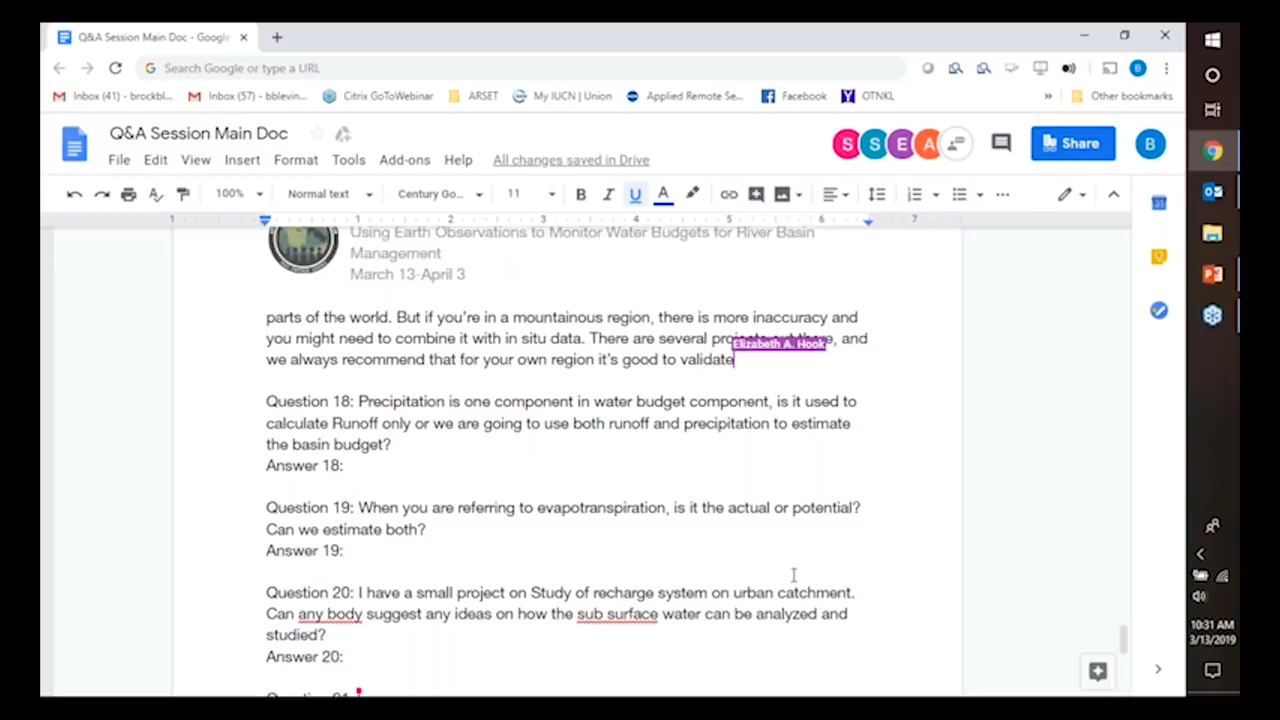 Q&A Session Main Doc - Google
Search Google or type a URL
Inbox (41) - brockbl...
Inbox (57) - bblevin...
Citrix GoToWebinar
ARSET
My IUCN | Union
Applied Remote Se...
Facebook
OTNKL
»
Other bookmarks
Q&A Session Main Doc
File Edit View Insert Format Tools Add-ons Help All changes saved in Drive
S S E A
Share
B
100% Normal text Century Go... 11 B I U A
1 1 2 3 4 5 6 7
Using Earth Observations to Monitor Water Budgets for River Basin
Management
March 13-April 3
parts of the world. But if you're in a mountainous region, there is more inaccuracy and
you might need to combine it with in situ data. There are several out there, and
Elizabeth A. Hook
we always recommend that for your own region it's good to validate
Question 18: Precipitation is one component in water budget component, is it used to
calculate Runoff only or we are going to use both runoff and precipitation to estimate
the basin budget?
Answer 18:
Question 19: When you are referring to evapotranspiration, is it the actual or potential?
Can we estimate both?
Answer 19:
Question 20: I have a small project on Study of recharge system on urban catchment.
Can any body suggest any ideas on how the sub surface water can be analyzed and
studied?
Answer 20:
10:31 AM
3/13/2019